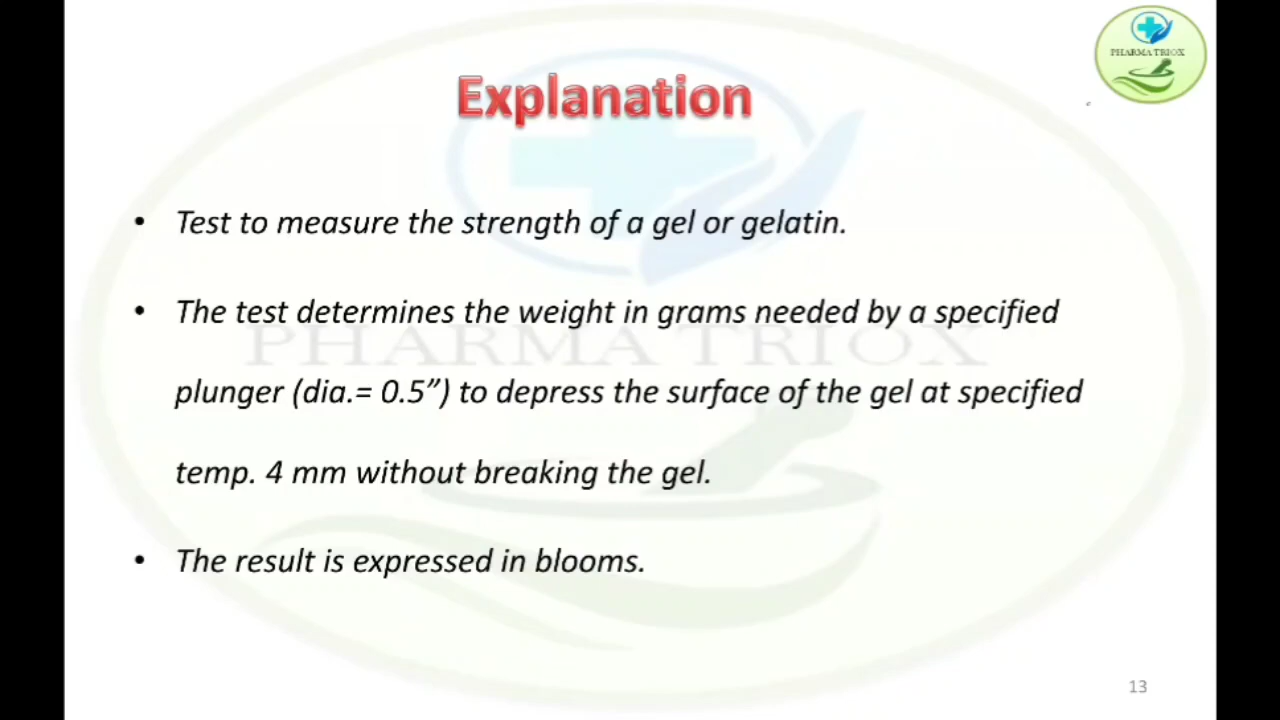 PHARMA TRIOX
Explanation
• Test to measure the strength of a gel or gelatin.
• The test determines the weight in grams needed by a specified
plunger (dia.= 0.5”) to depress the surface of the gel at specified
temp. 4 mm without breaking the gel.
• The result is expressed in blooms.
PHARMA TRIOX
13